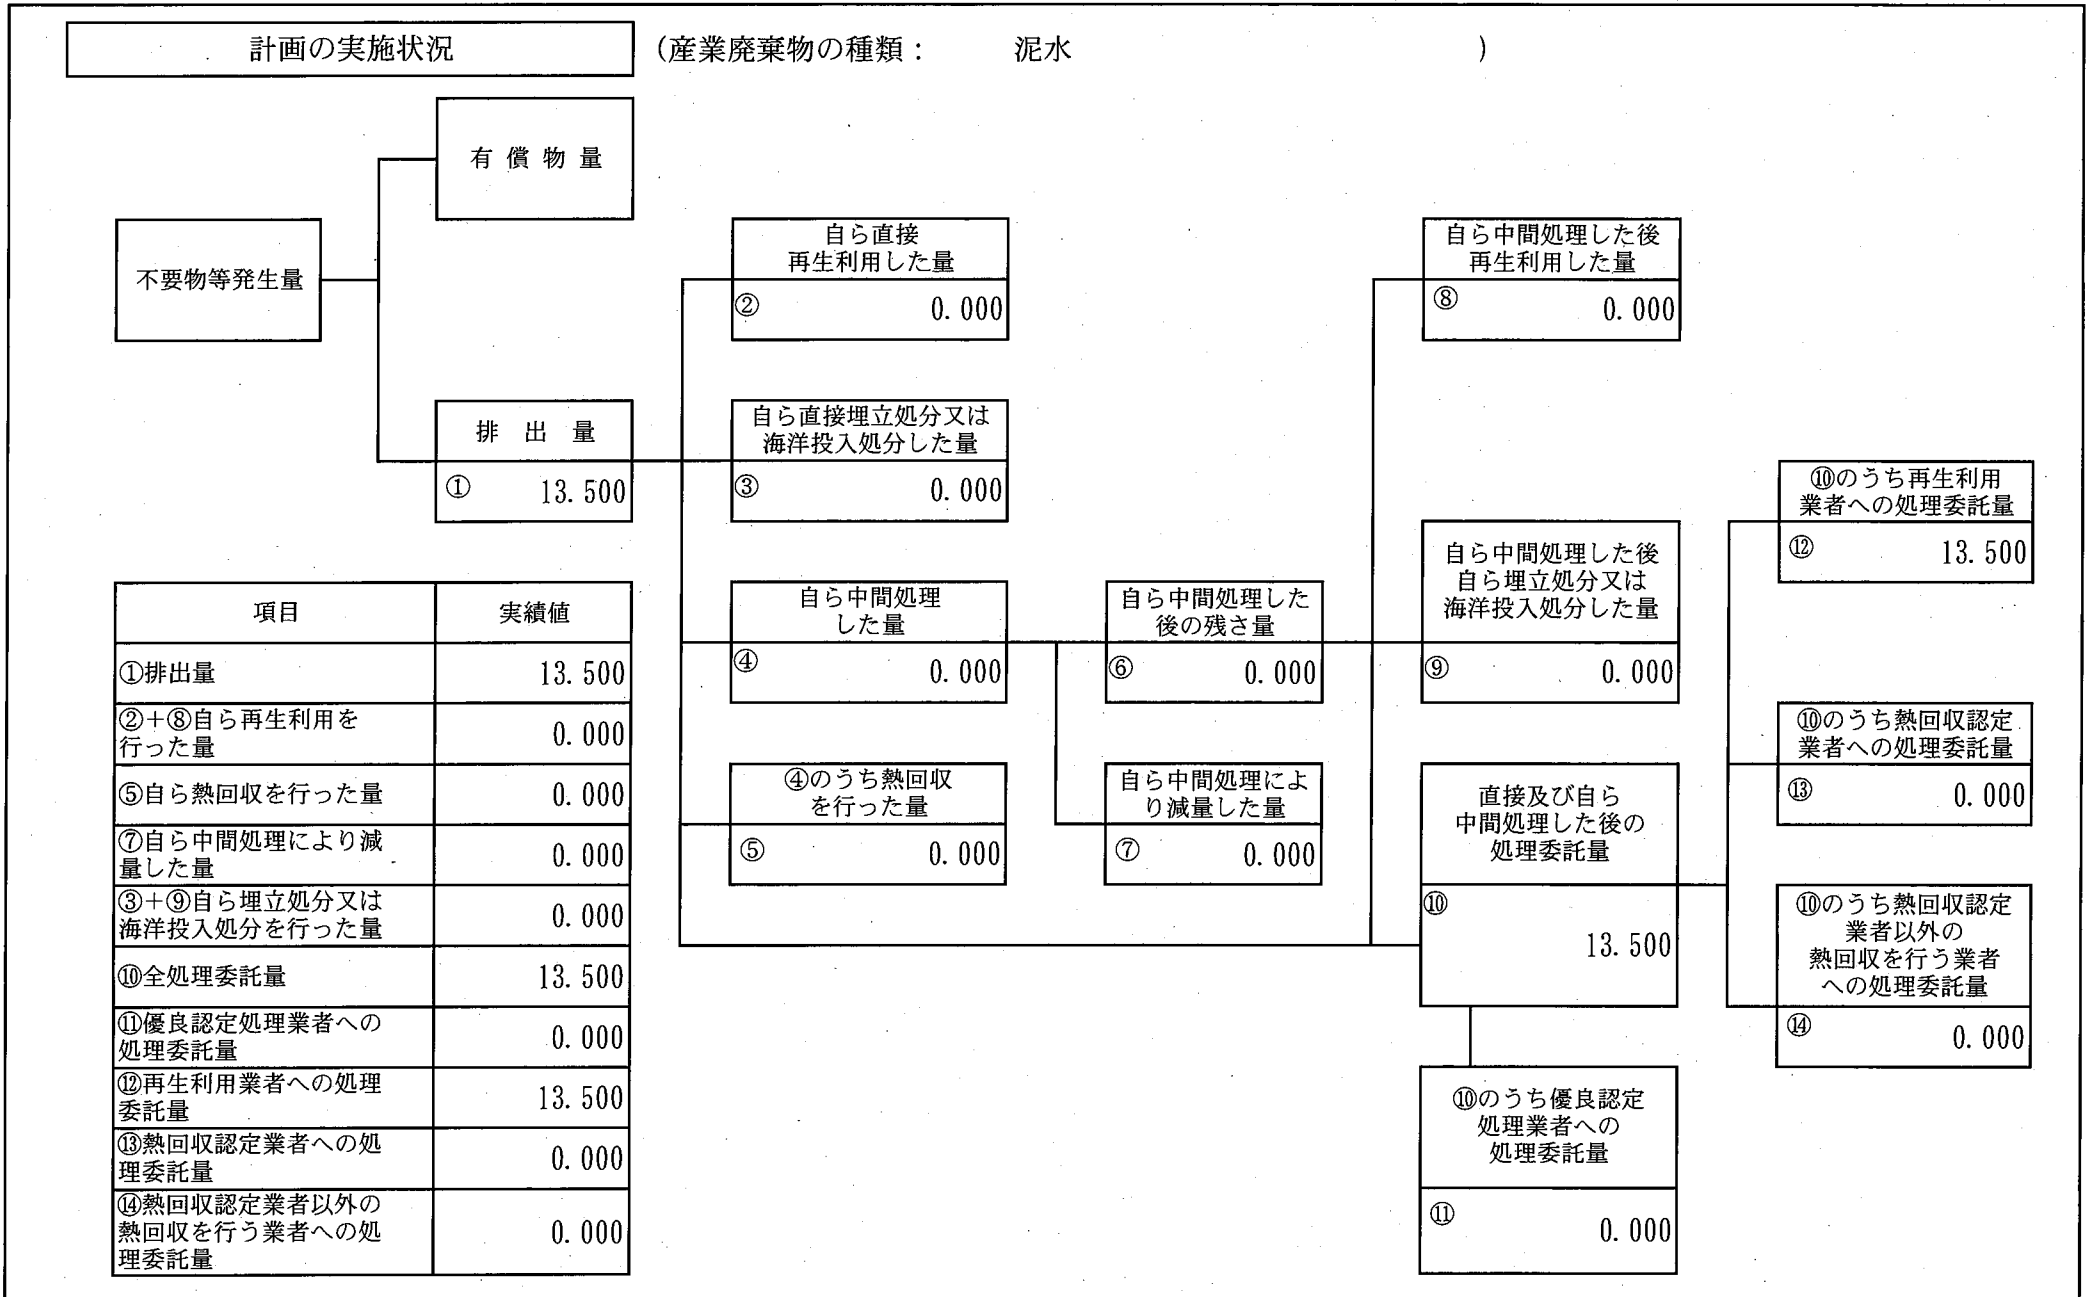 計画の実施状況 (産業廃棄物の種類: 泥水 )
有償物量
不要物等発生量
排出量
① 13.500
自ら直接
再生利用した量
② 0.000
自ら直接埋立処分又は
海洋投入処分した量
③ 0.000
自ら中間処理
した量
④ 0.000
④のうち熱回収
を行った量
⑤ 0.000
自ら中間処理した
後の残さ量
⑥ 0.000
自ら中間処理によ
り減量した量
⑦ 0.000
自ら中間処理した後
再生利用した量
⑧ 0.000
自ら中間処理した後
自ら埋立処分又は
海洋投入処分した量
⑨ 0.000
直接及び自ら
中間処理した後の
処理委託量
⑩
13.500
⑩のうち優良認定
処理業者への
処理委託量
⑪ 0.000
⑩のうち再生利用
業者への処理委託量
⑫ 13.500
⑩のうち熱回収認定
業者への処理委託量
⑬ 0.000
⑩のうち熱回収認定
業者以外の
熱回収を行う業者
への処理委託量
⑭ 0.000
項目 実績値
①排出量 13.500
②+⑧自ら再生利用を
行った量 0.000
⑤自ら熱回収を行った量 0.000
⑦自ら中間処理により減
量した量 0.000
③+⑨自ら埋立処分又は
海洋投入処分を行った量 0.000
⑩全処理委託量 13.500
⑪優良認定処理業者への
処理委託量 0.000
⑫再生利用業者への処理
委託量 13.500
⑬熱回収認定業者への処
理委託量 0.000
⑭熱回収認定業者以外の
熱回収を行う業者への処
理委託量 0.000